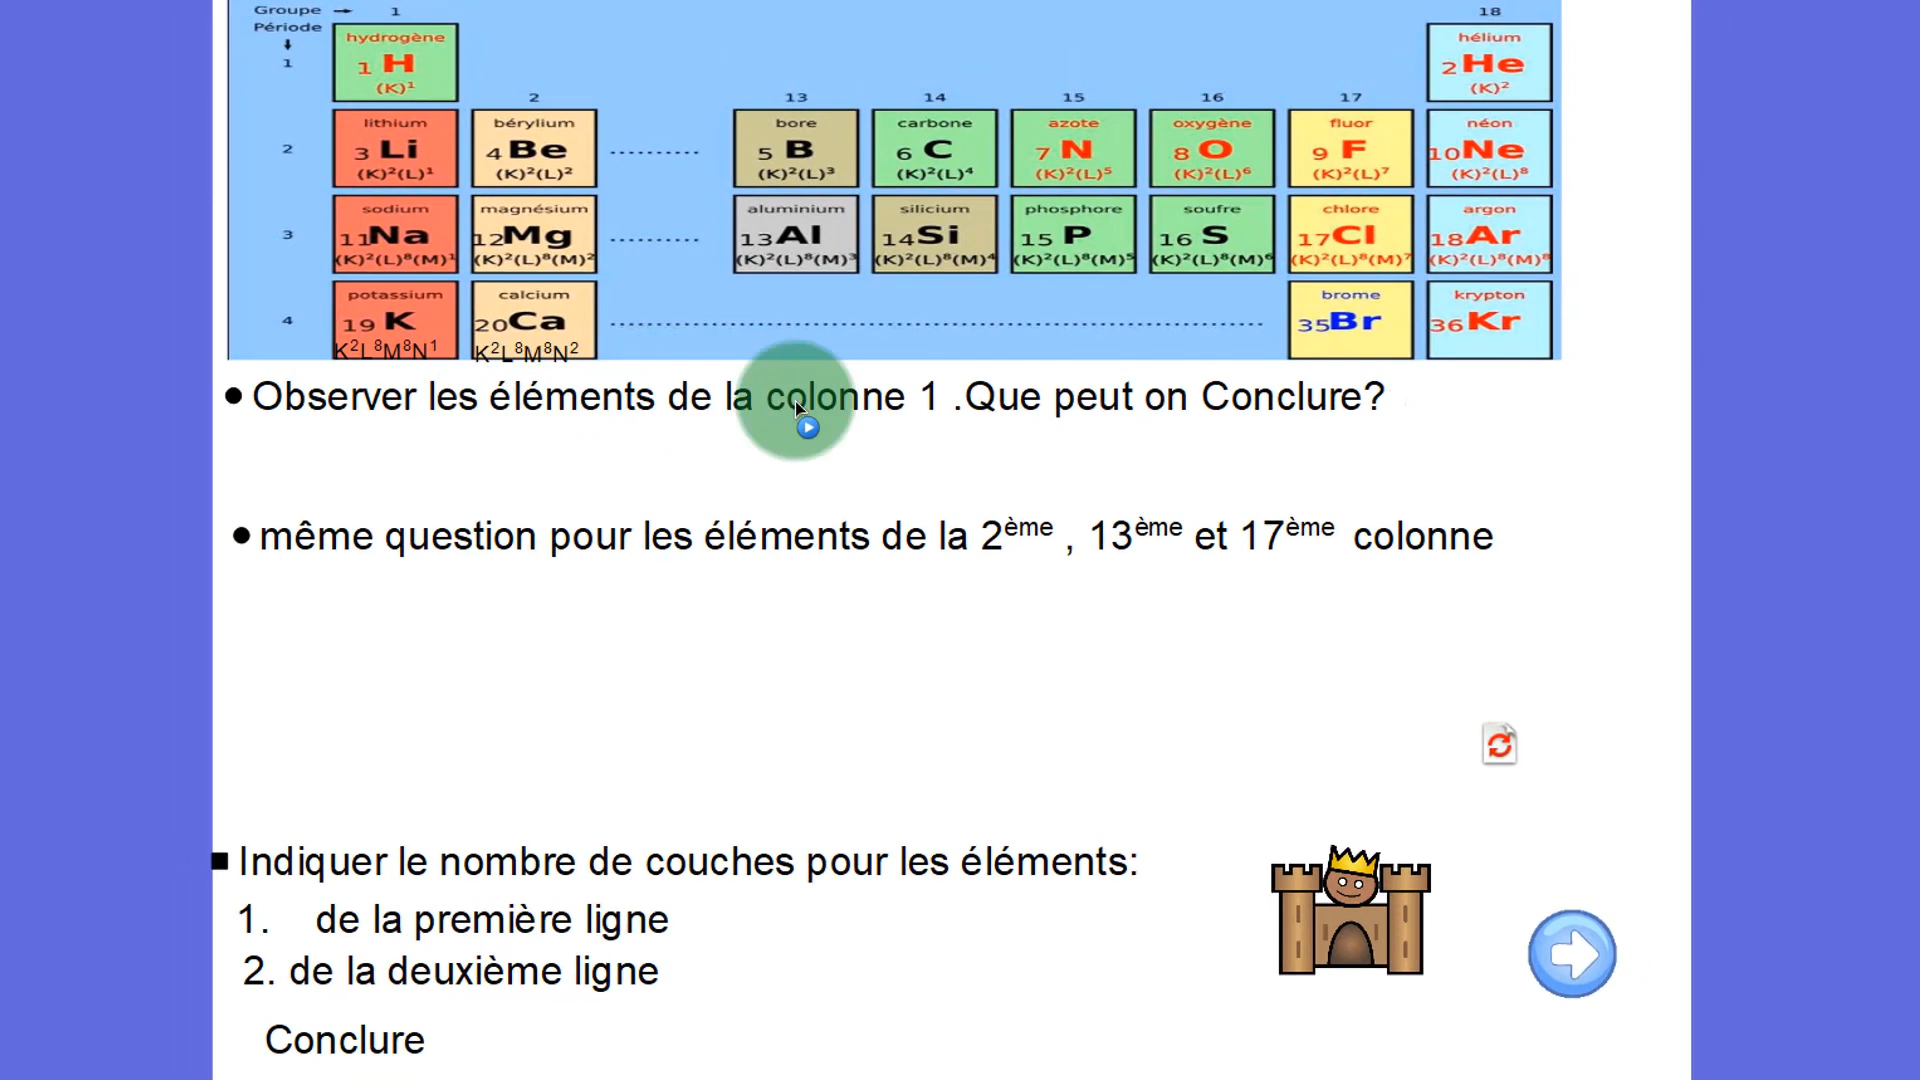 Groupe → 1 18
Période
↓
1
hydrogène
1 H
(K)¹
hélium
2 He
(K)²
2 13 14 15 16 17
2
lithium
3 Li
(K)²(L)¹
bérylium
4 Be
(K)²(L)²
..........
bore
5 B
(K)²(L)³
carbone
6 C
(K)²(L)⁴
azote
7 N
(K)²(L)⁵
oxygène
8 O
(K)²(L)⁶
fluor
9 F
(K)²(L)⁷
néon
10 Ne
(K)²(L)⁸
3
sodium
11 Na
(K)²(L)⁸(M)¹
magnésium
12 Mg
(K)²(L)⁸(M)²
..........
aluminium
13 Al
(K)²(L)⁸(M)³
silicium
14 Si
(K)²(L)⁸(M)⁴
phosphore
15 P
(K)²(L)⁸(M)⁵
soufre
16 S
(K)²(L)⁸(M)⁶
chlore
17 Cl
(K)²(L)⁸(M)⁷
argon
18 Ar
(K)²(L)⁸(M)⁸
4
potassium
19 K
K²L⁸M⁸N¹
calcium
20 Ca
K²L⁸M⁸N²
brome
35 Br
krypton
36 Kr
● Observer les éléments de la colonne 1 .Que peut on Conclure?
● même question pour les éléments de la 2ème , 13ème et 17ème colonne
■ Indiquer le nombre de couches pour les éléments:
1. de la première ligne
2. de la deuxième ligne
Conclure